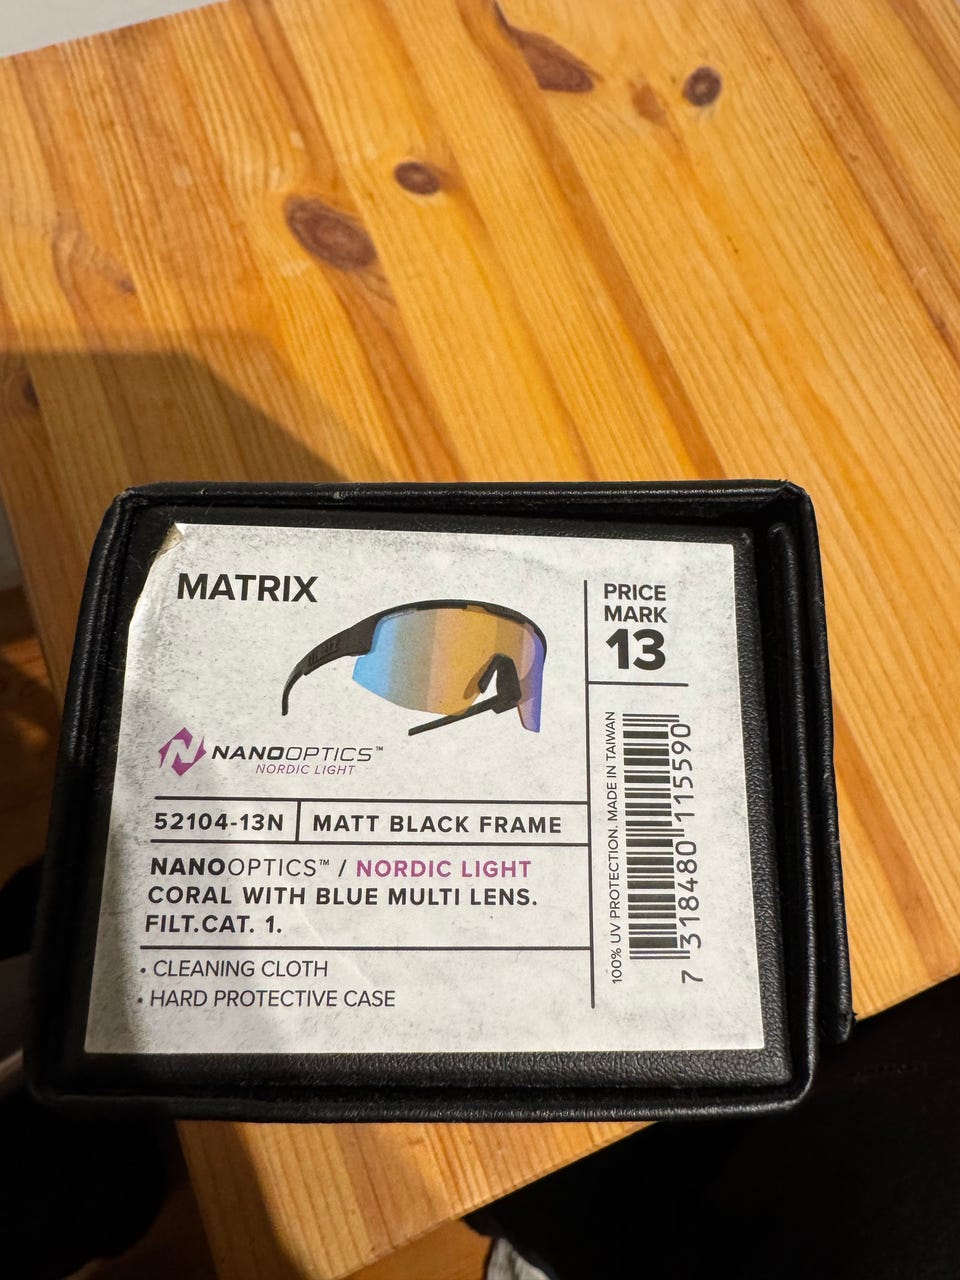 MATRIX
PRICE
MARK
13
NANOOPTICS™
NORDIC LIGHT
52104-13N
MATT BLACK FRAME
NANOOPTICS™ / NORDIC LIGHT
CORAL WITH BLUE MULTI LENS.
FILT.CAT. 1.
• CLEANING CLOTH
• HARD PROTECTIVE CASE
100% UV PROTECTION. MADE IN TAIWAN
7 318480 115590